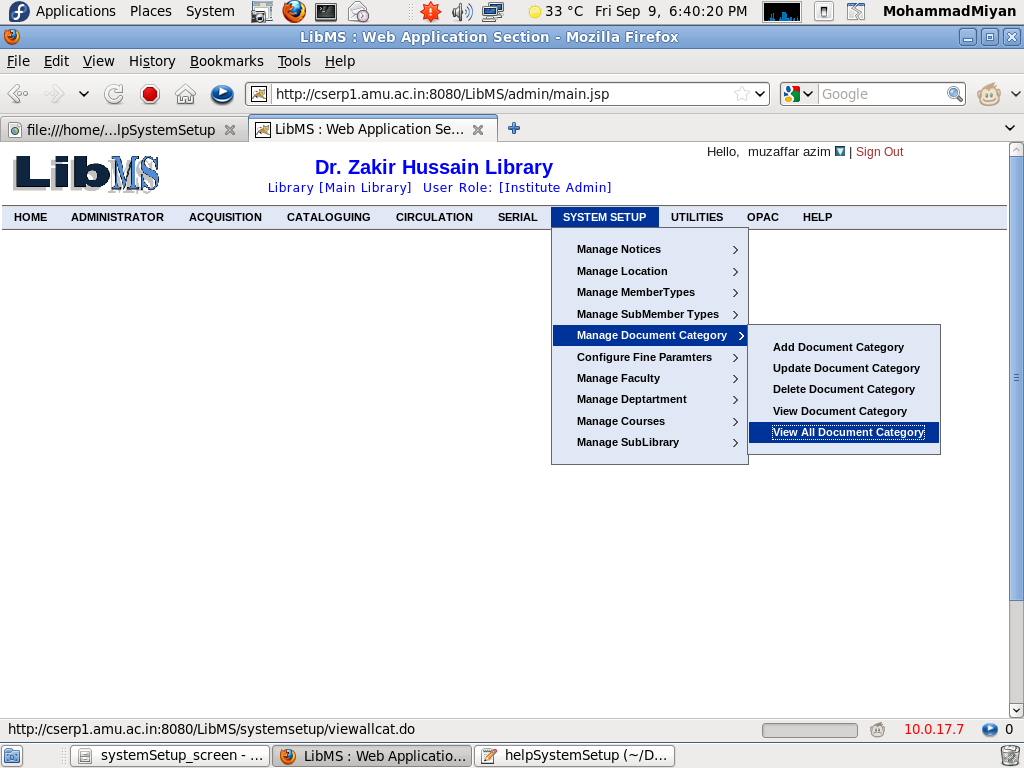 Applications Places System 33 °C Fri Sep 9, 6:40:20 PM MohammadMiyan
LibMS : Web Application Section - Mozilla Firefox
File Edit View History Bookmarks Tools Help
http://cserp1.amu.ac.in:8080/LibMS/admin/main.jsp Google
file:///home/...lpSystemSetup LibMS : Web Application Se...
Hello, muzaffar azim | Sign Out
LibMS
Dr. Zakir Hussain Library
Library [Main Library] User Role: [Institute Admin]
HOME ADMINISTRATOR ACQUISITION CATALOGUING CIRCULATION SERIAL SYSTEM SETUP UTILITIES OPAC HELP
Manage Notices
Manage Location
Manage MemberTypes
Manage SubMember Types
Manage Document Category
Configure Fine Paramters
Manage Faculty
Manage Deptartment
Manage Courses
Manage SubLibrary
Add Document Category
Update Document Category
Delete Document Category
View Document Category
View All Document Category
http://cserp1.amu.ac.in:8080/LibMS/systemsetup/viewallcat.do 10.0.17.7 0
systemSetup_screen - ... LibMS : Web Applicatio... helpSystemSetup (~/D...